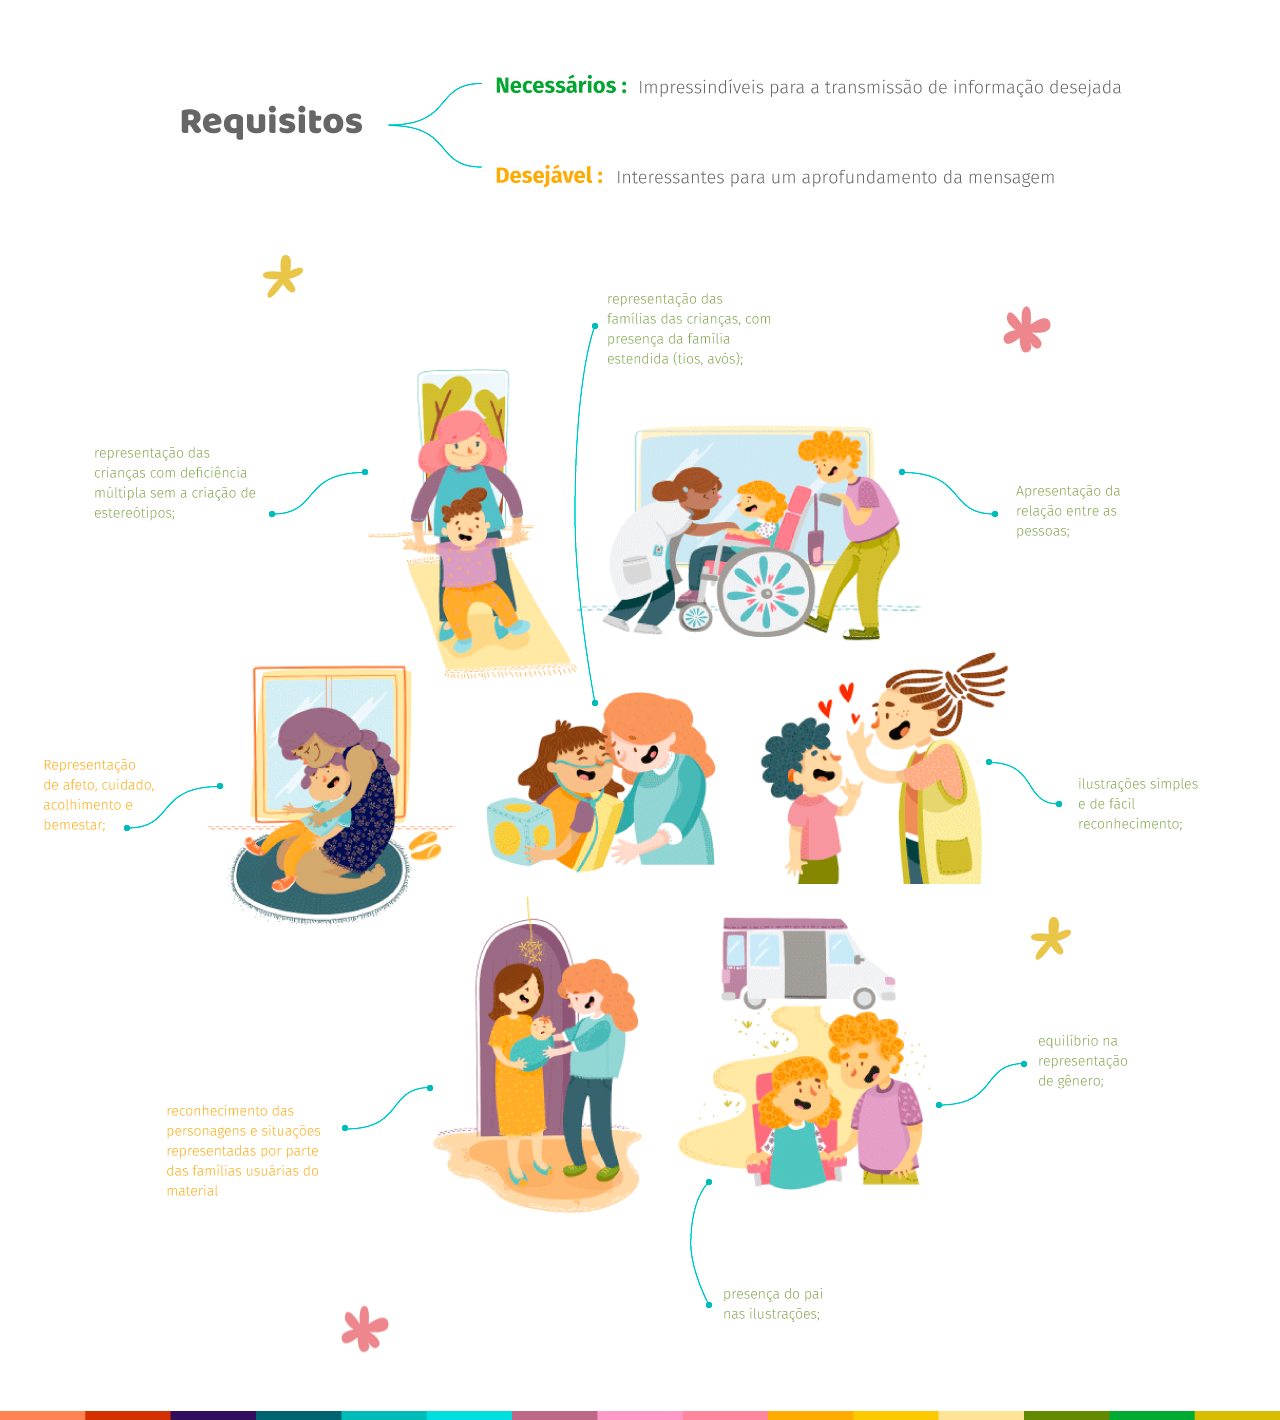 Requisitos
Necessários : Impressindíveis para a transmissão de informação desejada
Desejável : Interessantes para um aprofundamento da mensagem
representação das
famílias das crianças, com
presença da família
estendida (tios, avós);
representação das
crianças com deficiência
múltipla sem a criação de
estereótipos;
Apresentação da
relação entre as
pessoas;
Representação
de afeto, cuidado,
acolhimento e
bemestar;
ilustrações simples
e de fácil
reconhecimento;
equilíbrio na
representação
de gênero;
reconhecimento das
personagens e situações
representadas por parte
das famílias usuárias do
material
presença do pai
nas ilustrações;